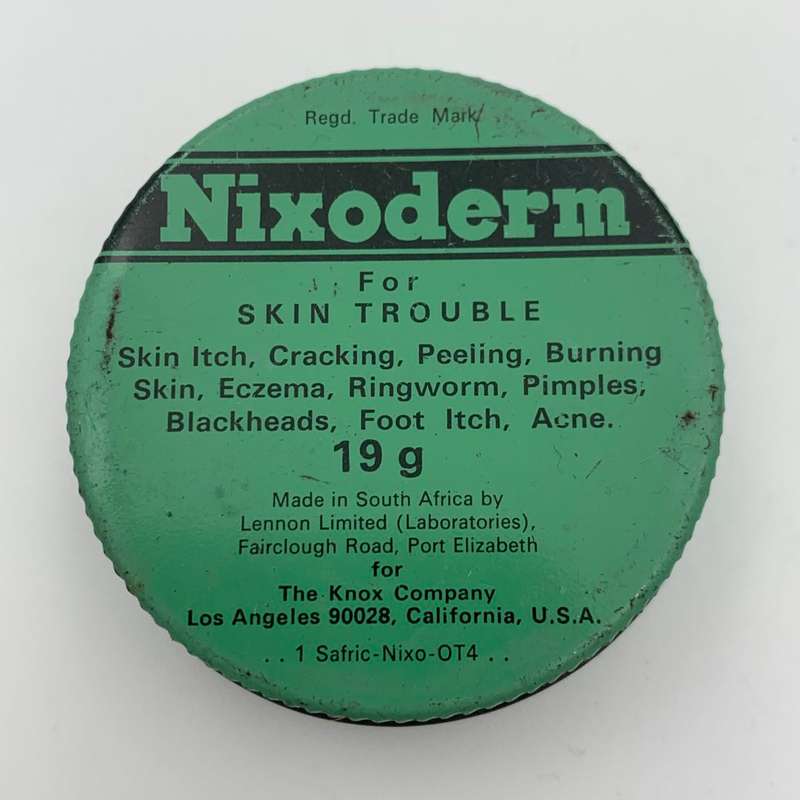 Regd. Trade Mark
Nixoderm
For
SKIN TROUBLE
Skin Itch, Cracking, Peeling, Burning
Skin, Eczema, Ringworm, Pimples,
Blackheads, Foot Itch, Acne.
19 g
Made in South Africa by
Lennon Limited (Laboratories),
Fairclough Road, Port Elizabeth
for
The Knox Company
Los Angeles 90028, California, U.S.A.
. . 1 Safric-Nixo-OT4 . .